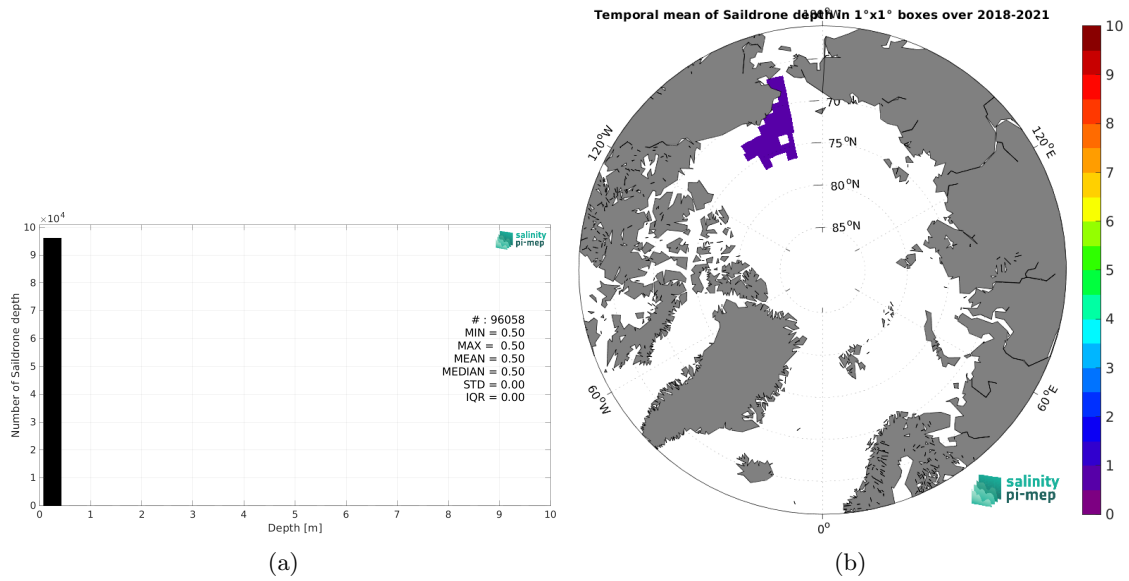 ×10⁴
10
9
8
7
6
5
4
3
2
1
0
Number of Saildrone depth
0 1 2 3 4 5 6 7 8 9 10
Depth [m]
salinity
pi-mep
# : 96058
MIN = 0.50
MAX = 0.50
MEAN = 0.50
MEDIAN = 0.50
STD = 0.00
IQR = 0.00
(a)
Temporal mean of Saildrone depth in 1°x1° boxes over 2018-2021
180°W
120°W
120°E
70°N
75°N
80°N
85°N
60°W
60°E
0°
salinity
pi-mep
10
9
8
7
6
5
4
3
2
1
0
(b)